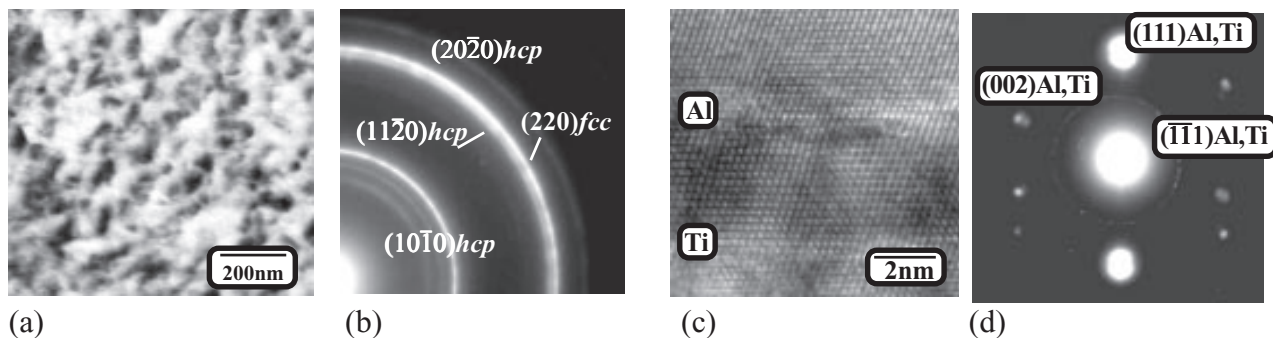 200nm
(a)
(202̄0)hcp
(112̄0)hcp
(220)fcc
(101̄0)hcp
(b)
Al
Ti
2nm
(c)
(111)Al,Ti
(002)Al,Ti
(1̄1̄1)Al,Ti
(d)